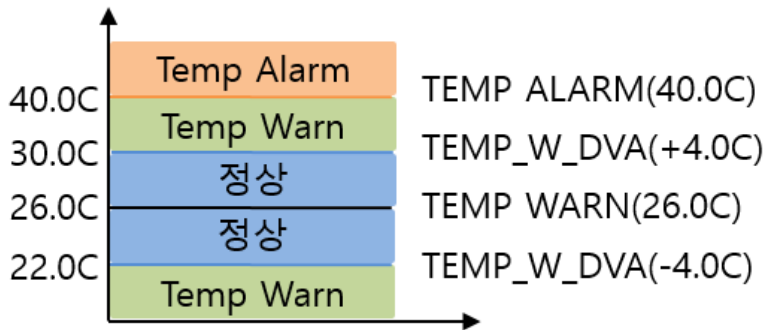 Temp Alarm
40.0C
TEMP ALARM(40.0C)
Temp Warn
30.0C
TEMP_W_DVA(+4.0C)
정상
26.0C
TEMP WARN(26.0C)
정상
22.0C
TEMP_W_DVA(-4.0C)
Temp Warn